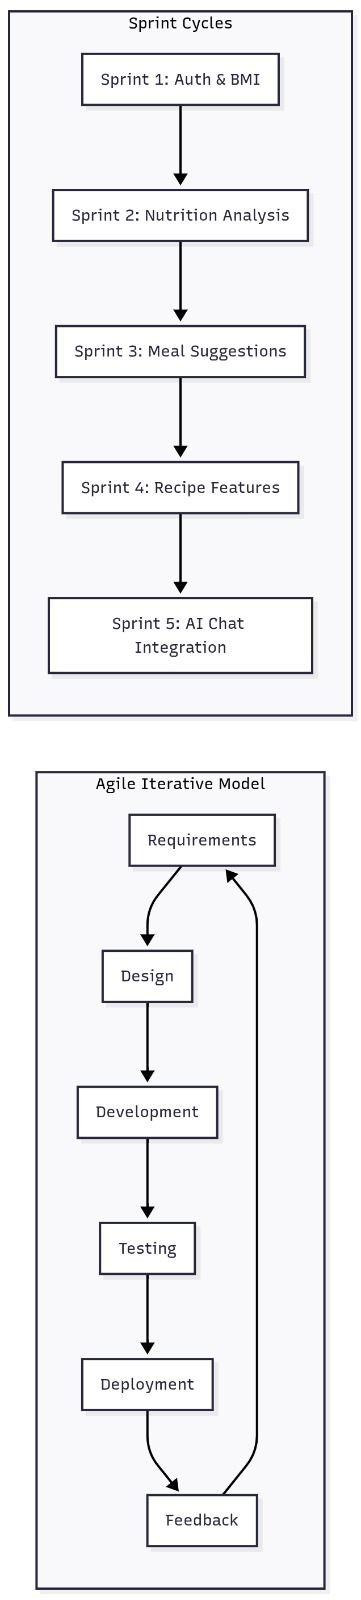 Sprint Cycles
Sprint 1: Auth & BMI
Sprint 2: Nutrition Analysis
Sprint 3: Meal Suggestions
Sprint 4: Recipe Features
Sprint 5: AI Chat
Integration
Agile Iterative Model
Requirements
Design
Development
Testing
Deployment
Feedback